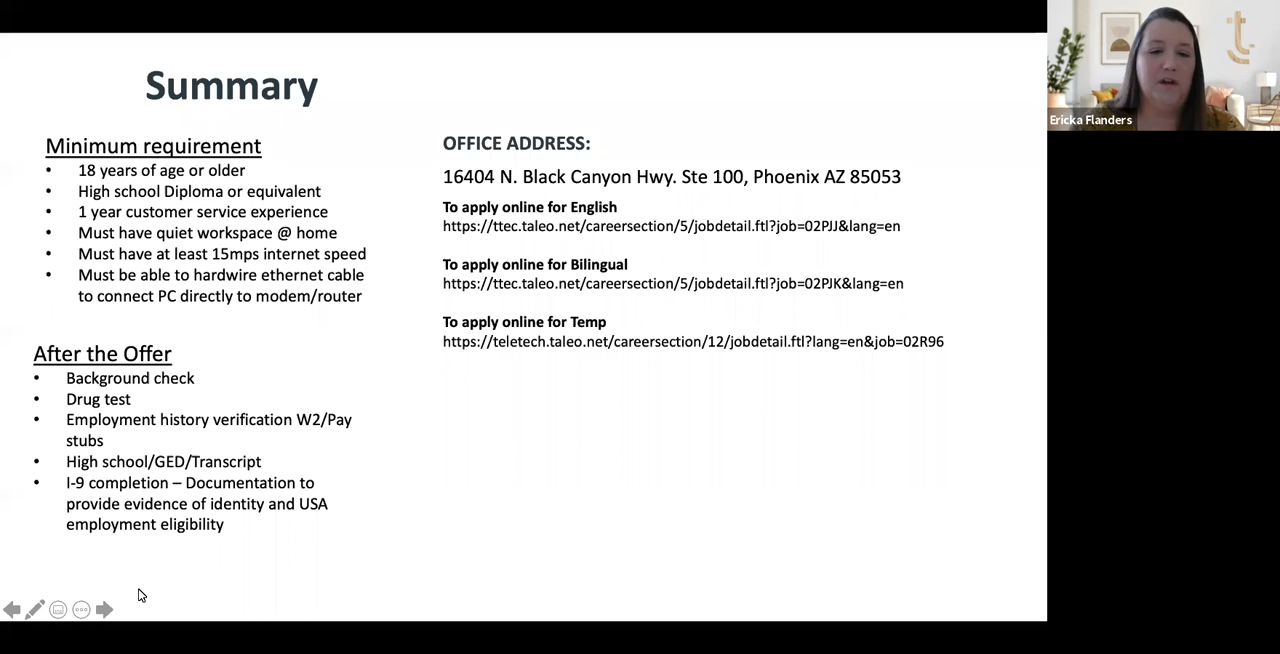 Summary
Minimum requirement
• 18 years of age or older
• High school Diploma or equivalent
• 1 year customer service experience
• Must have quiet workspace @ home
• Must have at least 15mps internet speed
• Must be able to hardwire ethernet cable
to connect PC directly to modem/router
After the Offer
• Background check
• Drug test
• Employment history verification W2/Pay
stubs
• High school/GED/Transcript
• I-9 completion – Documentation to
provide evidence of identity and USA
employment eligibility
OFFICE ADDRESS:
16404 N. Black Canyon Hwy. Ste 100, Phoenix AZ 85053
To apply online for English
https://ttec.taleo.net/careersection/5/jobdetail.ftl?job=02PJJ&lang=en
To apply online for Bilingual
https://ttec.taleo.net/careersection/5/jobdetail.ftl?job=02PJK&lang=en
To apply online for Temp
https://teletech.taleo.net/careersection/12/jobdetail.ftl?lang=en&job=02R96
t
Ericka Flanders